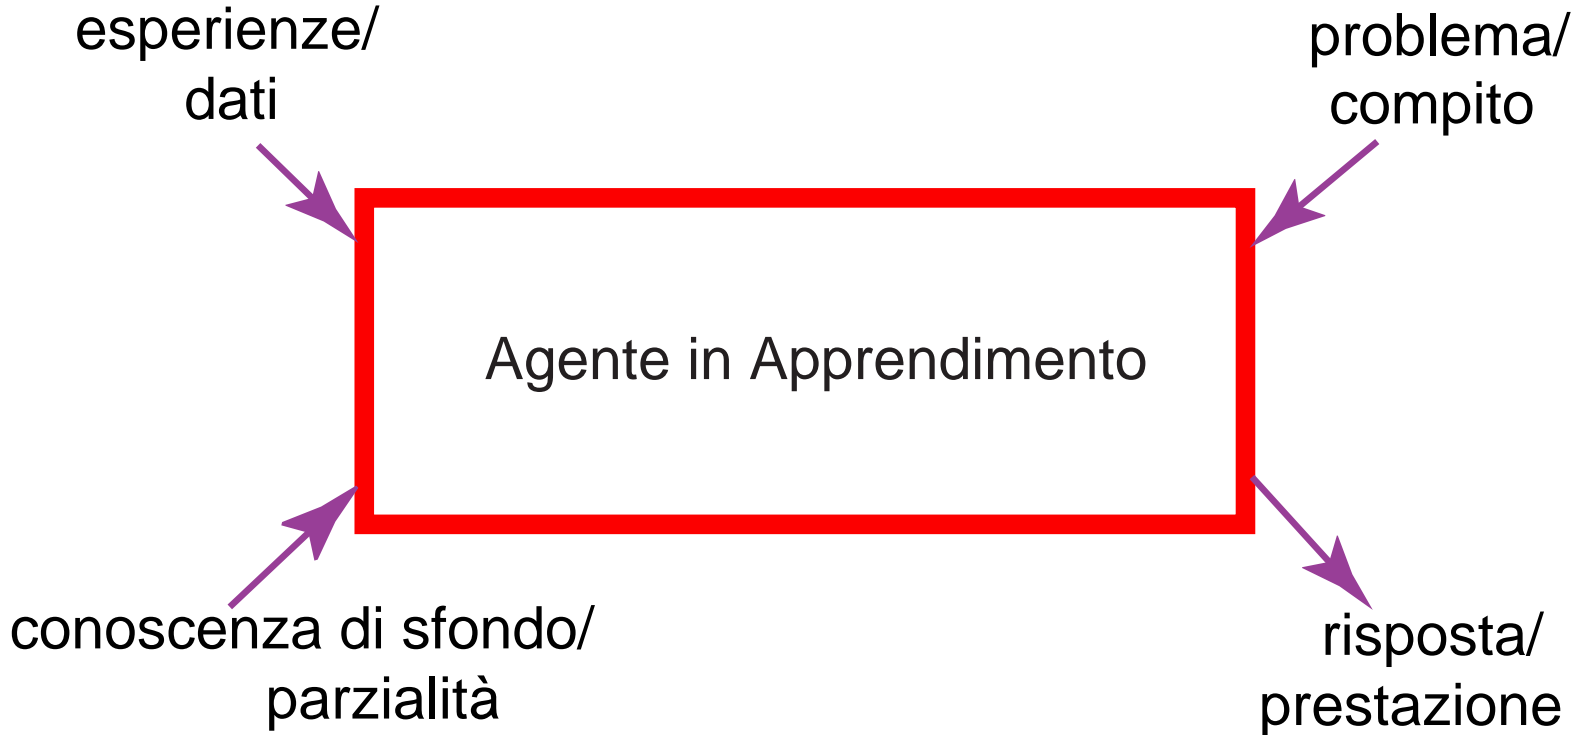 esperienze/
dati
problema/
compito
Agente in Apprendimento
conoscenza di sfondo/
parzialità
risposta/
prestazione